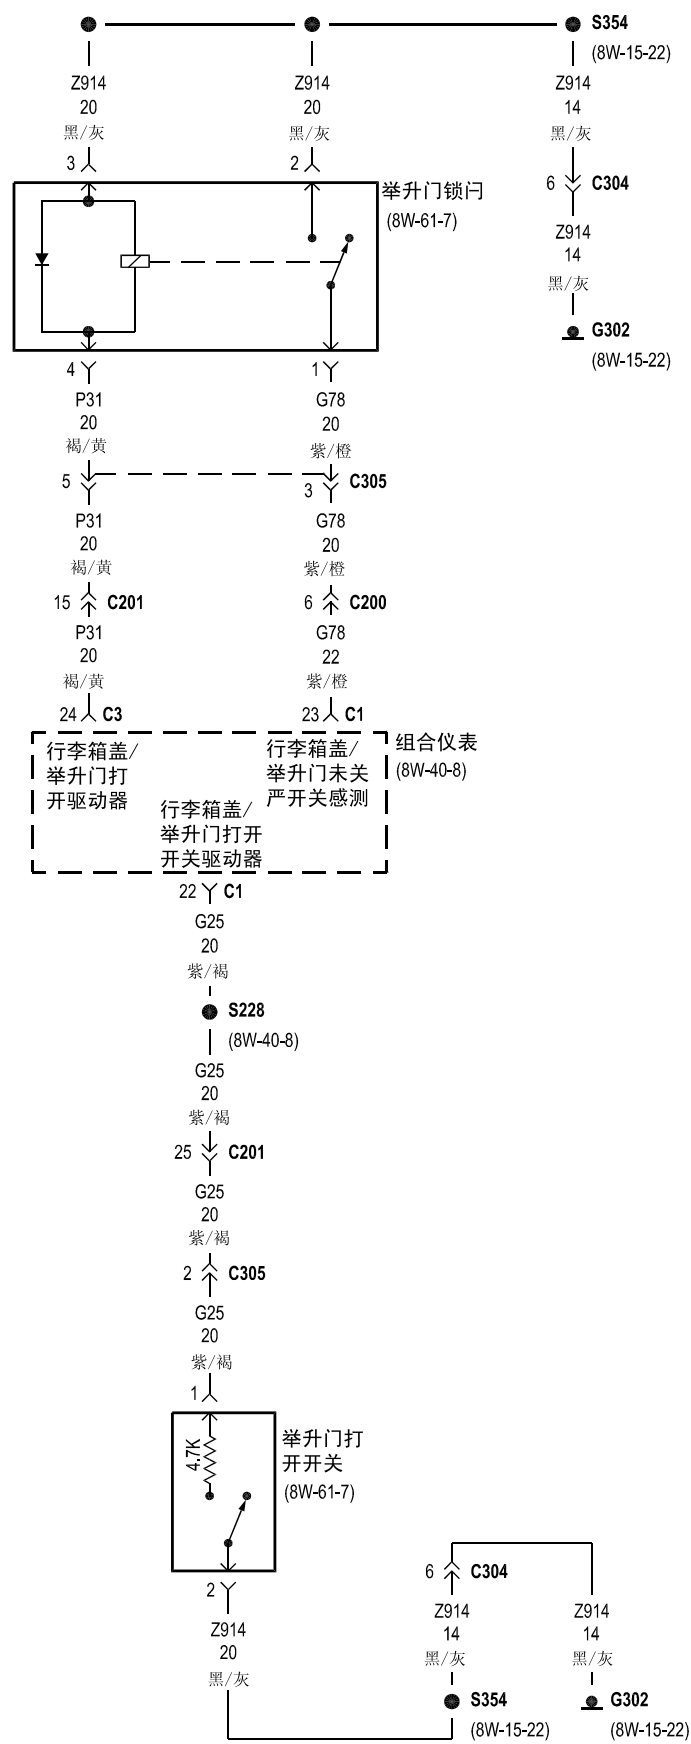 S354
(8W-15-22)
Z914
20
黑/灰
3
Z914
20
黑/灰
2
Z914
14
黑/灰
6
C304
Z914
14
黑/灰
G302
(8W-15-22)
举升门锁闩
(8W-61-7)
4
P31
20
褐/黄
1
G78
20
紫/橙
5
3
C305
P31
20
褐/黄
G78
20
紫/橙
15
C201
6
C200
P31
20
褐/黄
G78
22
紫/橙
24
C3
23
C1
行李箱盖/
举升门打
开驱动器
行李箱盖/
举升门未关
严开关感测
组合仪表
(8W-40-8)
行李箱盖/
举升门打开
开关驱动器
22
C1
G25
20
紫/褐
S228
(8W-40-8)
G25
20
紫/褐
25
C201
G25
20
紫/褐
2
C305
G25
20
紫/褐
1
4.7K
举升门打
开开关
(8W-61-7)
2
Z914
20
黑/灰
6
C304
Z914
14
黑/灰
Z914
14
黑/灰
S354
(8W-15-22)
G302
(8W-15-22)